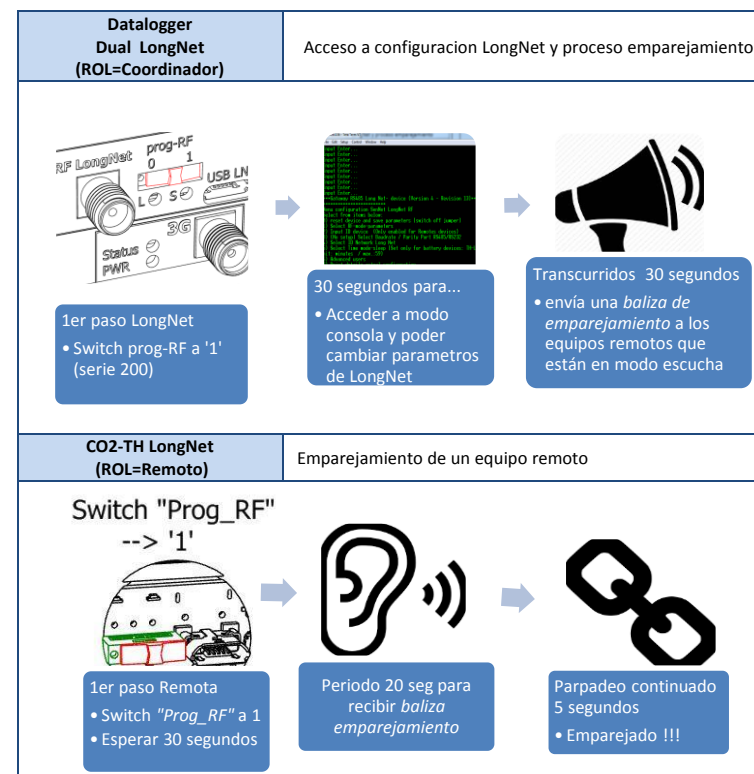 Datalogger
Dual LongNet
(ROL=Coordinador)
Acceso a configuracion LongNet y proceso emparejamiento
RF LongNet
prog-RF
0 1
USB LN
L S
3G
Status
PWR
1er paso LongNet
• Switch prog-RF a '1'
(serie 200)
30 segundos para...
• Acceder a modo
consola y poder
cambiar parametros
de LongNet
Transcurridos 30 segundos
• envía una baliza de
emparejamiento a los
equipos remotos que
están en modo escucha
CO2-TH LongNet
(ROL=Remoto)
Emparejamiento de un equipo remoto
Switch "Prog_RF"
--> '1'
1er paso Remota
• Switch "Prog_RF" a 1
• Esperar 30 segundos
Periodo 20 seg para
recibir baliza
emparejamiento
Parpadeo continuado
5 segundos
• Emparejado !!!